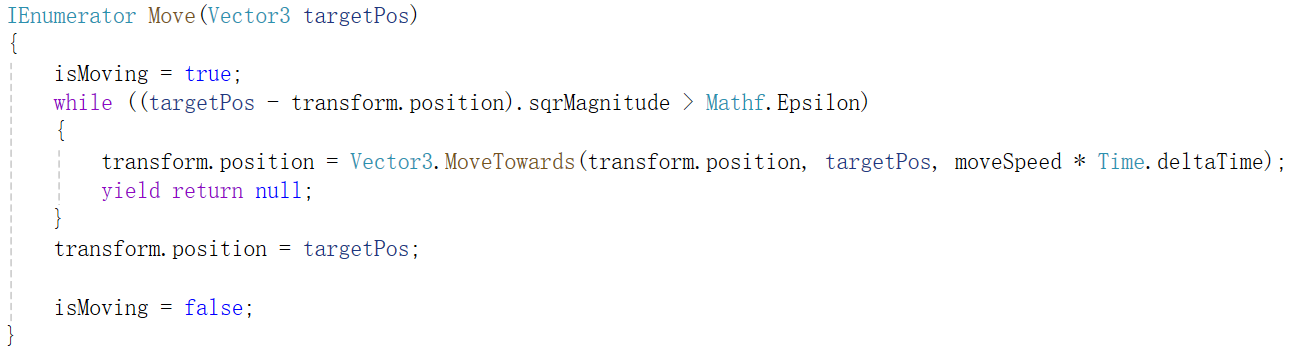 IEnumerator Move(Vector3 targetPos)
{
    isMoving = true;
    while ((targetPos - transform.position).sqrMagnitude > Mathf.Epsilon)
    {
        transform.position = Vector3.MoveTowards(transform.position, targetPos, moveSpeed * Time.deltaTime);
        yield return null;
    }
    transform.position = targetPos;

    isMoving = false;
}